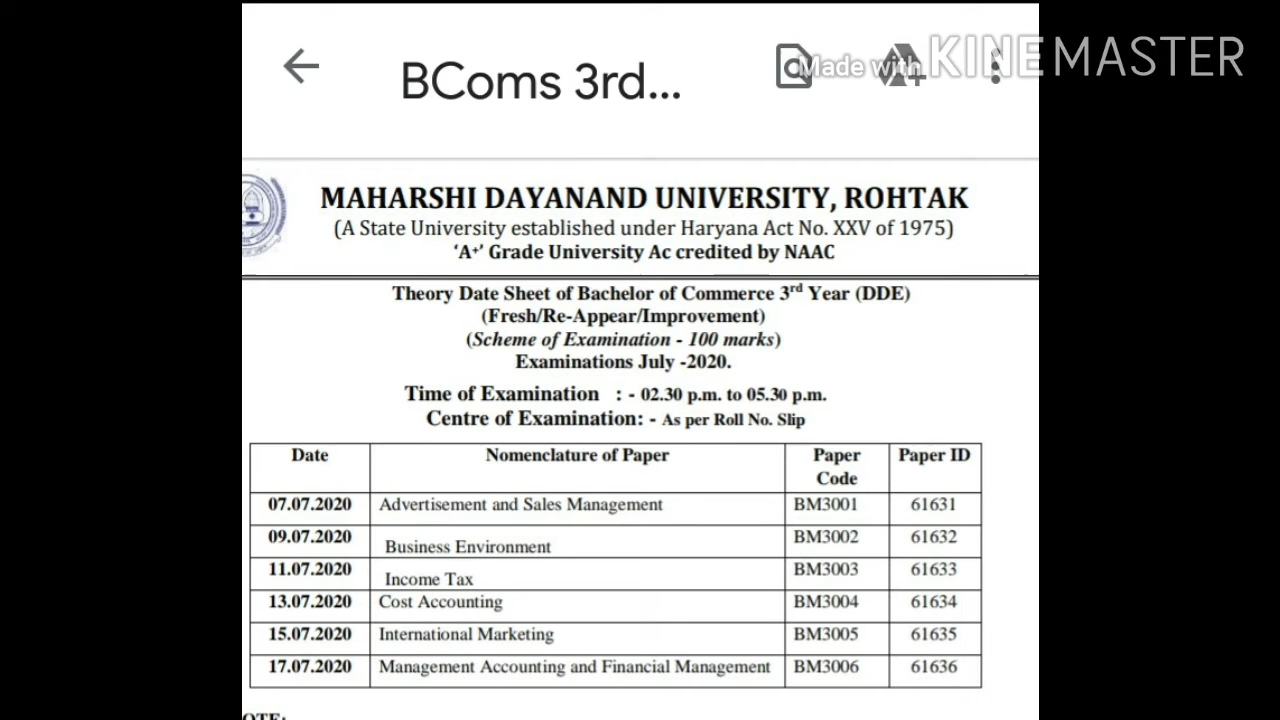 BComs 3rd...
Made with KINEMASTER
MAHARSHI DAYANAND UNIVERSITY, ROHTAK
(A State University established under Haryana Act No. XXV of 1975)
‘A+’ Grade University Ac credited by NAAC
Theory Date Sheet of Bachelor of Commerce 3rd Year (DDE)
(Fresh/Re-Appear/Improvement)
(Scheme of Examination - 100 marks)
Examinations July -2020.
Time of Examination : - 02.30 p.m. to 05.30 p.m.
Centre of Examination: - As per Roll No. Slip
Date Nomenclature of Paper Paper Code Paper ID
07.07.2020 Advertisement and Sales Management BM3001 61631
09.07.2020 Business Environment BM3002 61632
11.07.2020 Income Tax BM3003 61633
13.07.2020 Cost Accounting BM3004 61634
15.07.2020 International Marketing BM3005 61635
17.07.2020 Management Accounting and Financial Management BM3006 61636